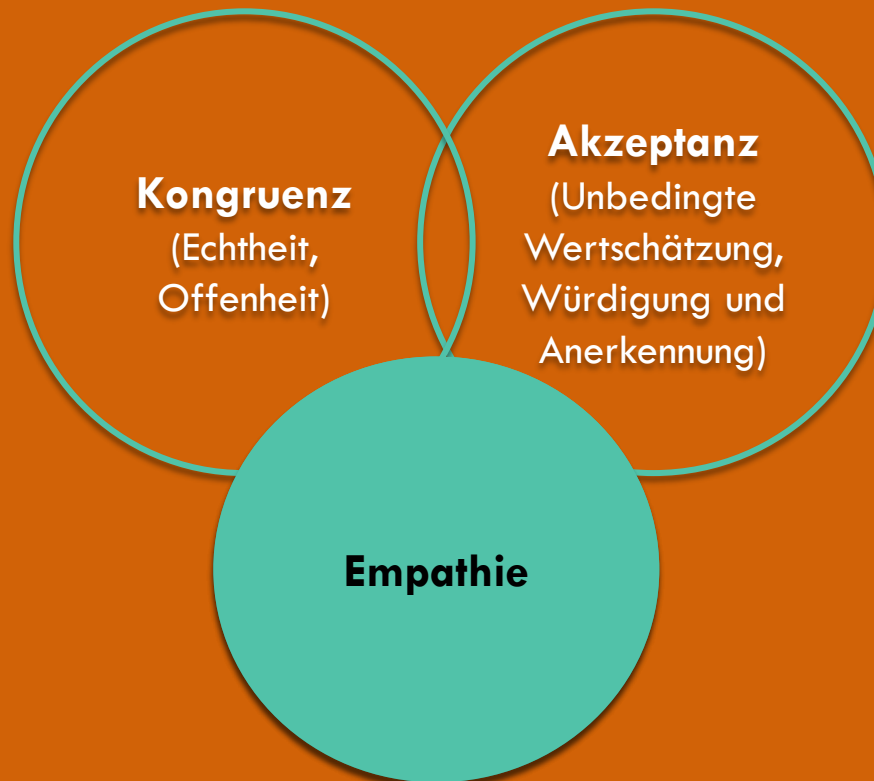 Kongruenz
(Echtheit,
Offenheit)
Akzeptanz
(Unbedingte
Wertschätzung,
Würdigung und
Anerkennung)
Empathie